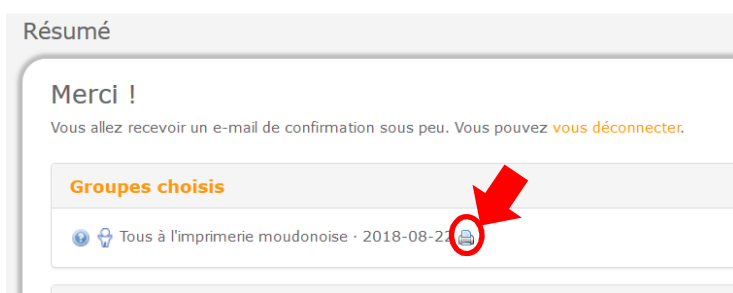 Résumé
Merci !
Vous allez recevoir un e-mail de confirmation sous peu. Vous pouvez vous déconnecter.
Groupes choisis
Tous à l'imprimerie moudonoise · 2018-08-22